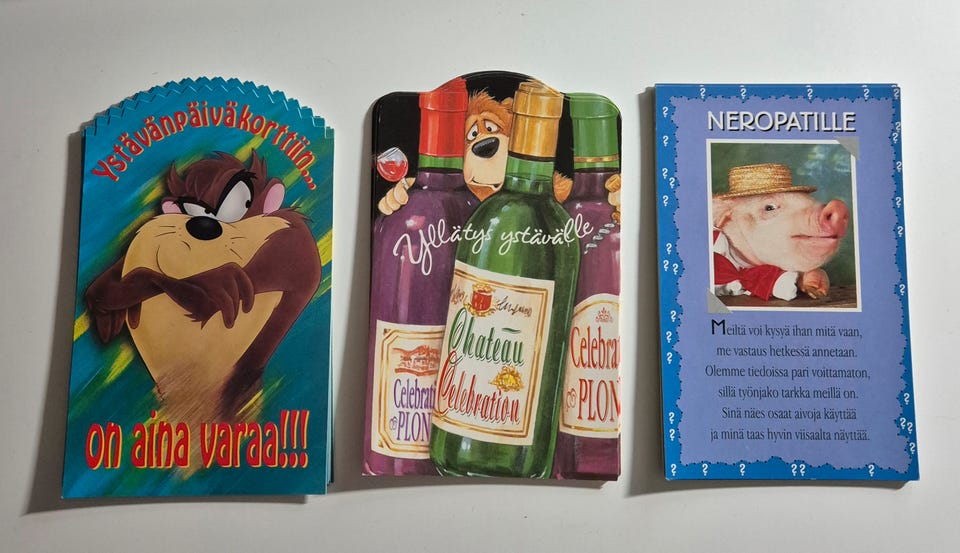 Ystävänpäiväkorttiin...
on aina varaa!!!
Yllätys ystävälle
Chateau
Celebration
Celebrat
PLON
Celebrat
PLON
NEROPATILLE
Meiltä voi kysyä ihan mitä vaan,
me vastaus hetkessä annetaan.
Olemme tiedoissa pari voittamaton,
sillä työnjako tarkka meillä on.
Sinä näes osaat aivoja käyttää
ja minä taas hyvin viisaalta näyttää.